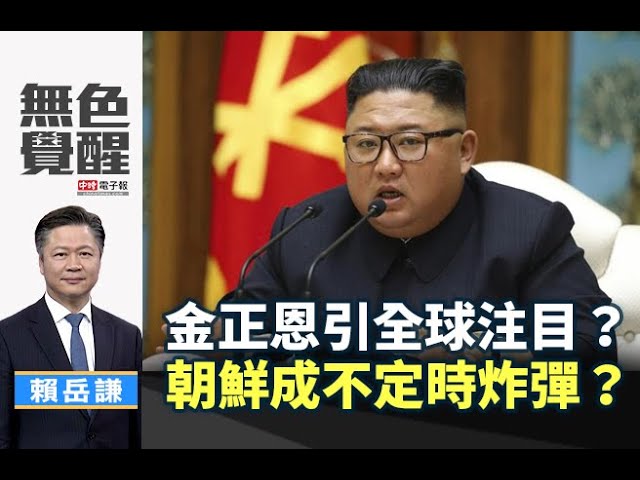 無色
覺醒
中時 電子報
賴岳謙
金正恩引全球注目？
朝鮮成不定時炸彈？